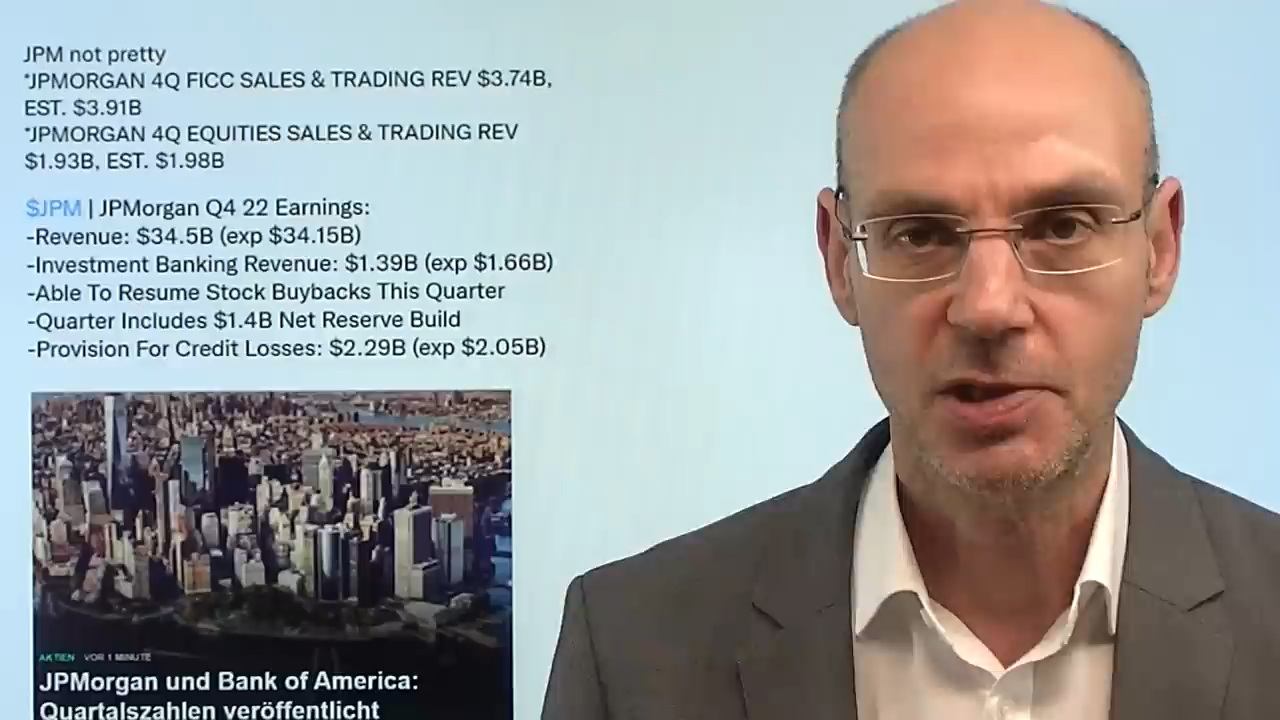 JPM not pretty
*JPMORGAN 4Q FICC SALES & TRADING REV $3.74B,
EST. $3.91B
*JPMORGAN 4Q EQUITIES SALES & TRADING REV
$1.93B, EST. $1.98B
$JPM | JPMorgan Q4 22 Earnings:
-Revenue: $34.5B (exp $34.15B)
-Investment Banking Revenue: $1.39B (exp $1.66B)
-Able To Resume Stock Buybacks This Quarter
-Quarter Includes $1.4B Net Reserve Build
-Provision For Credit Losses: $2.29B (exp $2.05B)
AKTIEN VOR 1 MINUTE
JPMorgan und Bank of America:
Quartalszahlen veröffentlicht